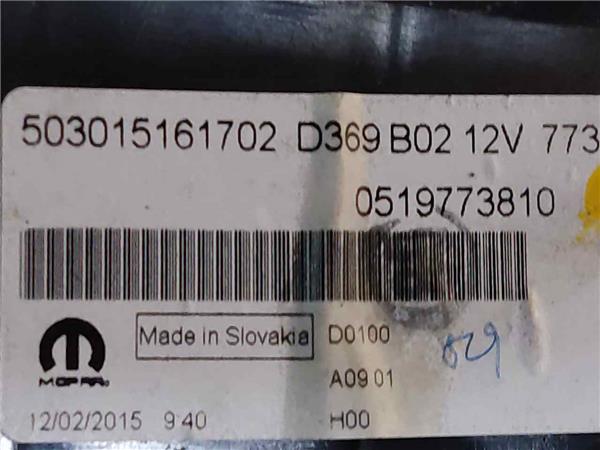 503015161702 D369 B02 12V 773
0519773810
Made in Slovakia D0100
MOPAR
A09 01
12/02/2015 9:40 H00